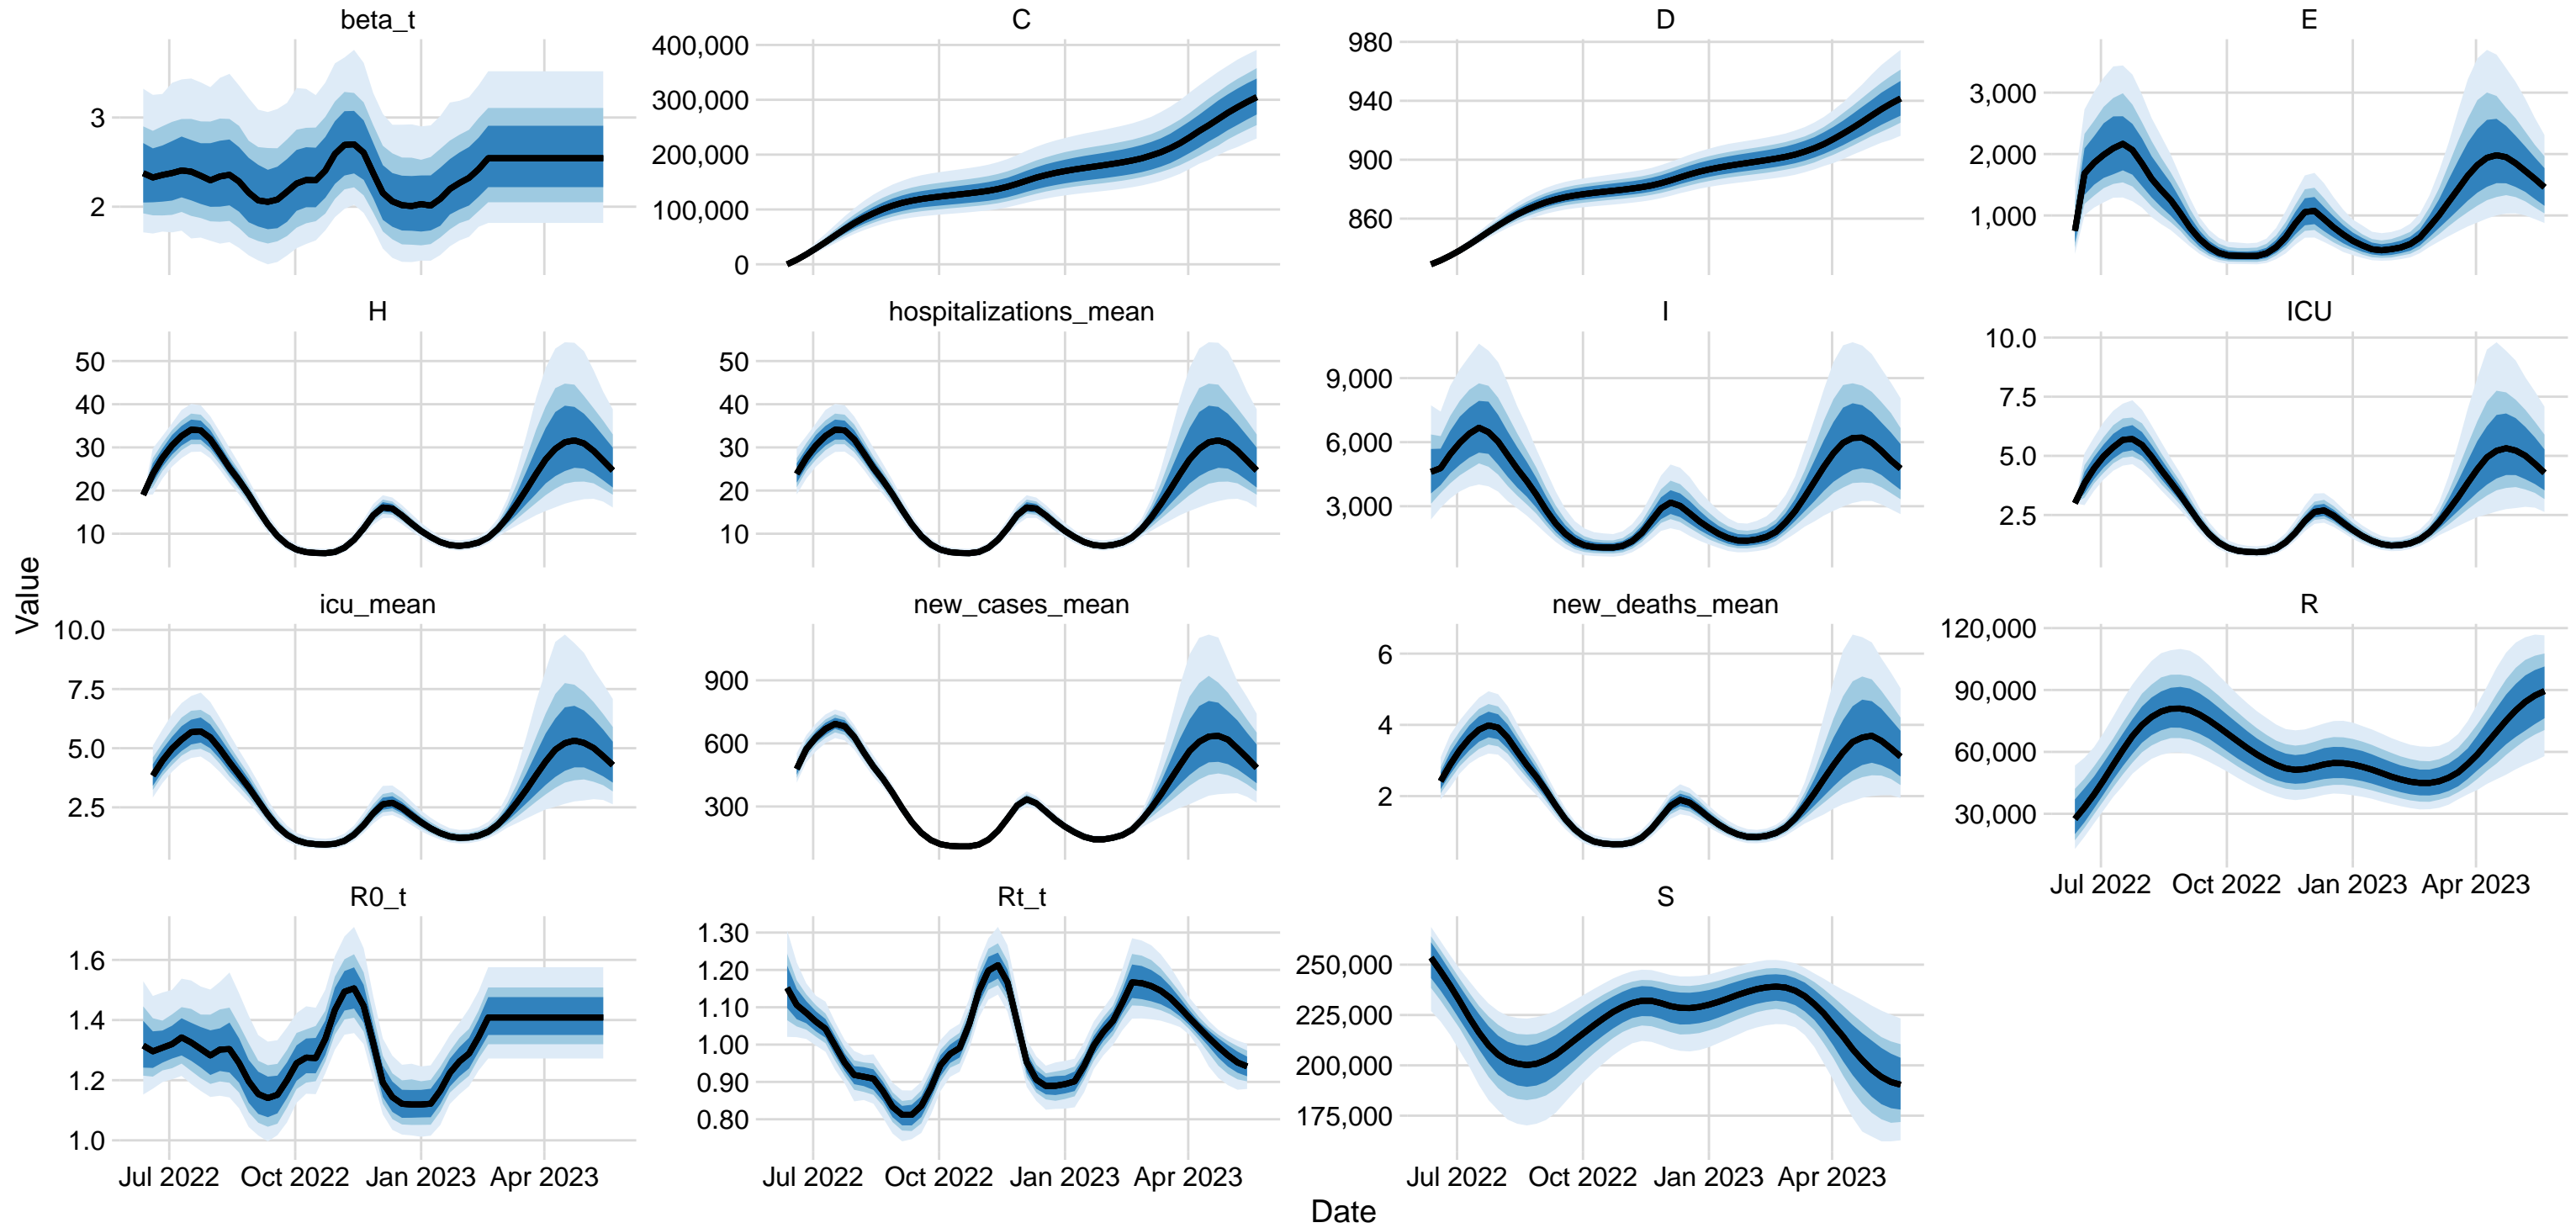 beta_t
C
D
E
3
2
400,000
300,000
200,000
100,000
0
980
940
900
860
3,000
2,000
1,000
H
hospitalizations_mean
I
ICU
50
40
30
20
10
50
40
30
20
10
9,000
6,000
3,000
10.0
7.5
5.0
2.5
Value
icu_mean
new_cases_mean
new_deaths_mean
R
10.0
7.5
5.0
2.5
900
600
300
6
4
2
120,000
90,000
60,000
30,000
Jul 2022 Oct 2022 Jan 2023 Apr 2023
R0_t
Rt_t
S
1.6
1.4
1.2
1.0
1.30
1.20
1.10
1.00
0.90
0.80
250,000
225,000
200,000
175,000
Jul 2022 Oct 2022 Jan 2023 Apr 2023
Jul 2022 Oct 2022 Jan 2023 Apr 2023
Jul 2022 Oct 2022 Jan 2023 Apr 2023
Date